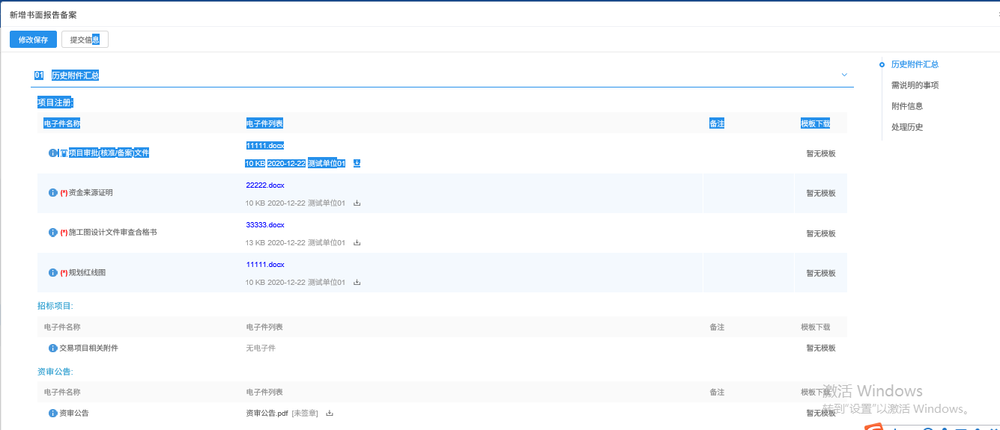 新增书面报告备案
修改保存 提交信息
01 历史附件汇总
历史附件汇总
需说明的事项
附件信息
处理历史
项目注册:
电子件名称 电子件列表 备注 模板下载
(*)项目审批(核准/备案)文件 11111.docx 暂无模板
10 KB 2020-12-22 测试单位01
(*)资金来源证明 22222.docx 暂无模板
10 KB 2020-12-22 测试单位01
(*)施工图设计文件审查合格书 33333.docx 暂无模板
13 KB 2020-12-22 测试单位01
(*)规划红线图 11111.docx 暂无模板
10 KB 2020-12-22 测试单位01
招标项目:
电子件名称 电子件列表 备注 模板下载
交易项目相关附件 无电子件 暂无模板
资审公告:
电子件名称 电子件列表 备注 模板下载
资审公告 资审公告.pdf [未签章] 暂无模板
激活 Windows
转到"设置"以激活 Windows。